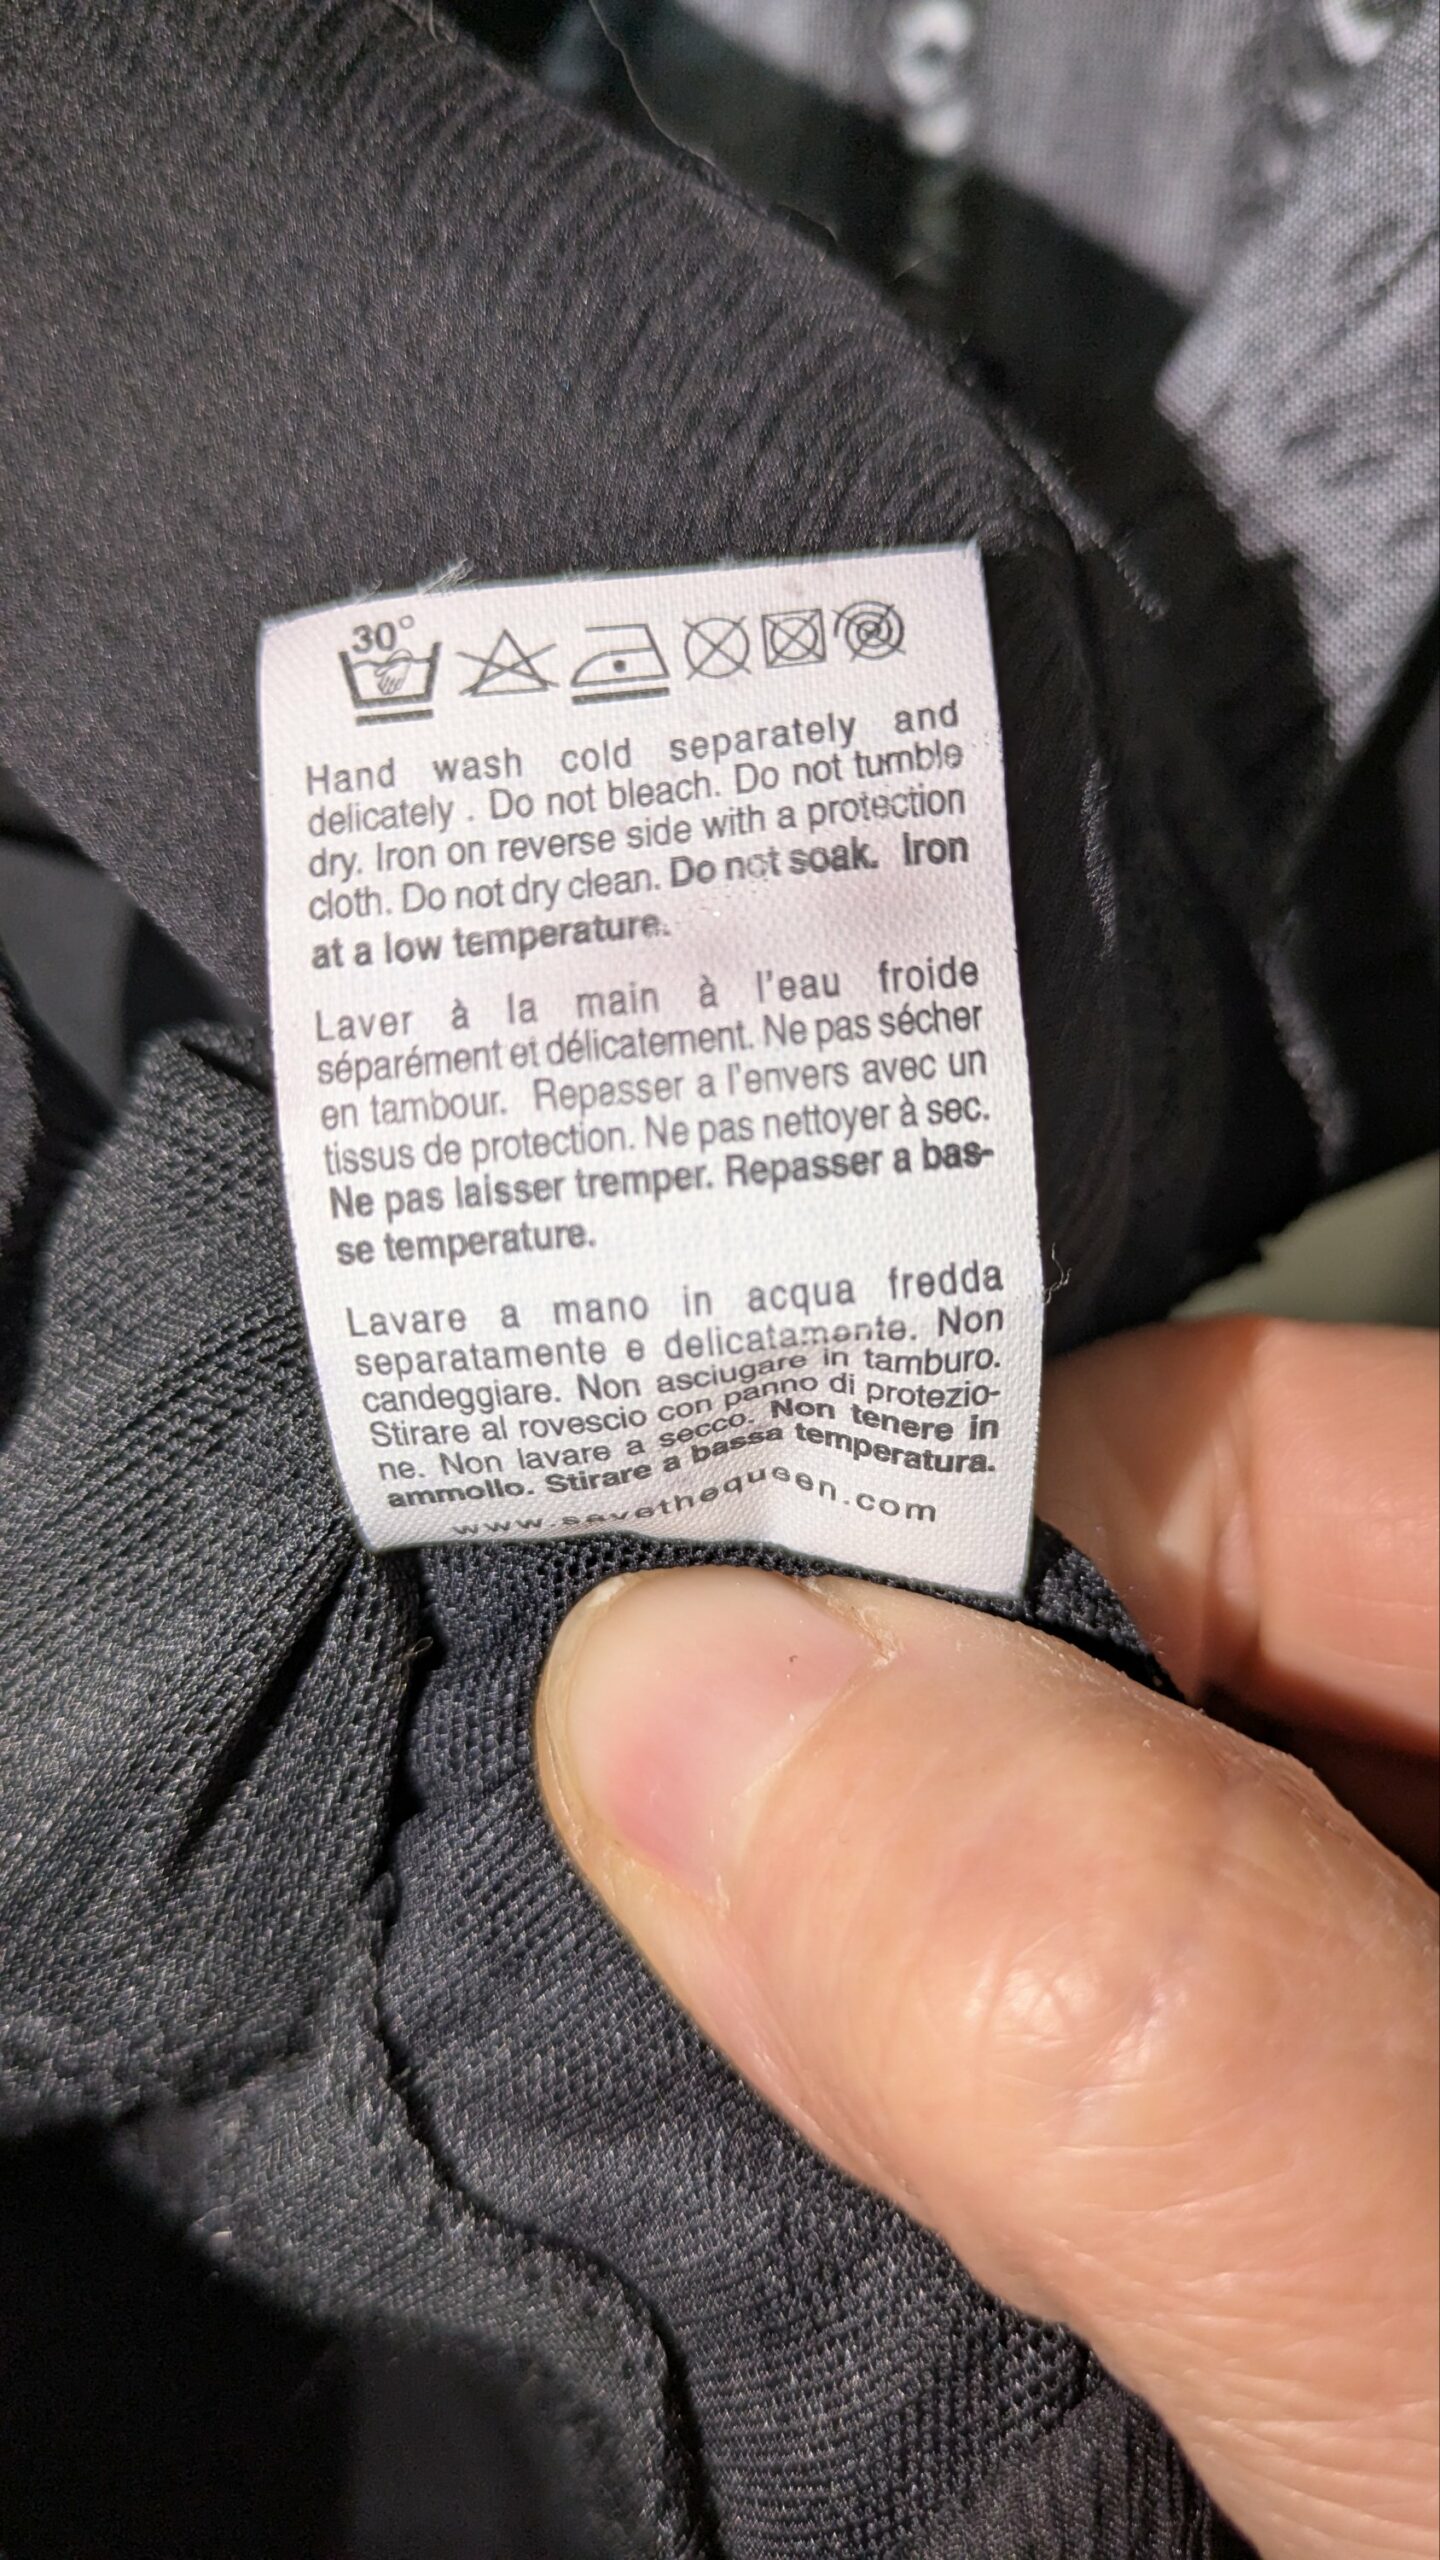 30°
Hand wash cold separately and
delicately . Do not bleach. Do not tumble
dry. Iron on reverse side with a protection
cloth. Do not dry clean. Do not soak. Iron
at a low temperature.
Laver à la main à l'eau froide
séparément et délicatement. Ne pas sécher
en tambour. Repasser a l'envers avec un
tissus de protection. Ne pas nettoyer à sec.
Ne pas laisser tremper. Repasser a bas-
se temperature.
Lavare a mano in acqua fredda
separatamente e delicatamente. Non
candeggiare. Non asciugare in tamburo.
Stirare al rovescio con panno di protezio-
ne. Non lavare a secco. Non tenere in
ammollo. Stirare a bassa temperatura.
www.savethequeen.com